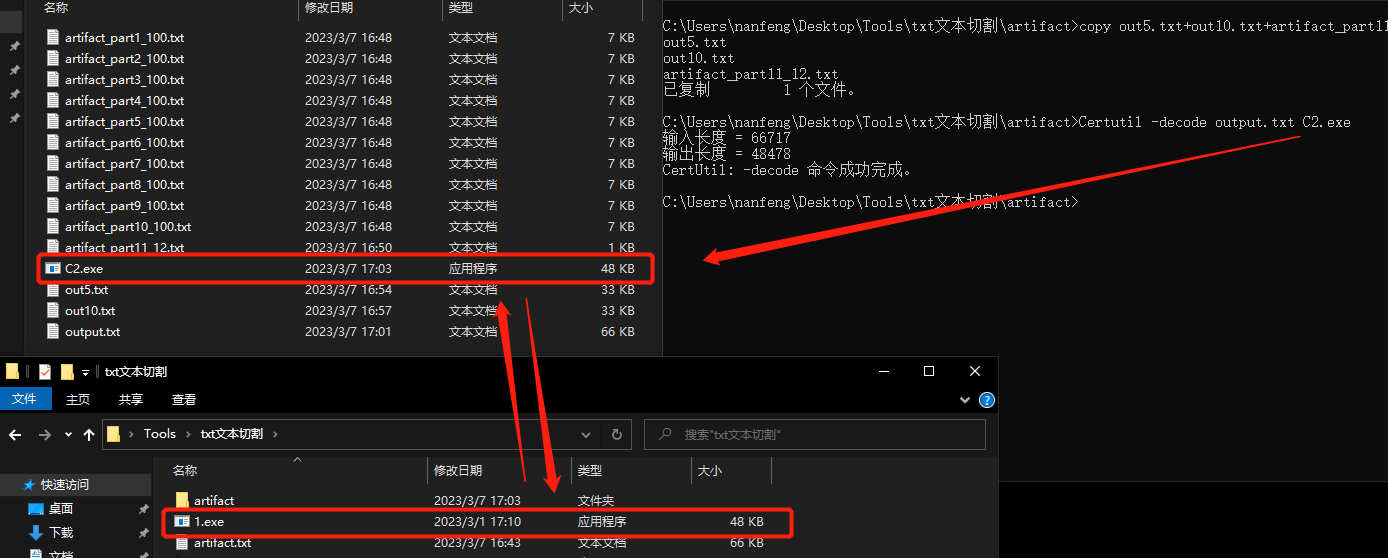 名称 修改日期 类型 大小
artifact_part1_100.txt 2023/3/7 16:48 文本文档 7 KB
artifact_part2_100.txt 2023/3/7 16:48 文本文档 7 KB
artifact_part3_100.txt 2023/3/7 16:48 文本文档 7 KB
artifact_part4_100.txt 2023/3/7 16:48 文本文档 7 KB
artifact_part5_100.txt 2023/3/7 16:48 文本文档 7 KB
artifact_part6_100.txt 2023/3/7 16:48 文本文档 7 KB
artifact_part7_100.txt 2023/3/7 16:48 文本文档 7 KB
artifact_part8_100.txt 2023/3/7 16:48 文本文档 7 KB
artifact_part9_100.txt 2023/3/7 16:48 文本文档 7 KB
artifact_part10_100.txt 2023/3/7 16:48 文本文档 7 KB
artifact_part11_12.txt 2023/3/7 16:50 文本文档 1 KB
C2.exe 2023/3/7 17:03 应用程序 48 KB
out5.txt 2023/3/7 16:54 文本文档 33 KB
out10.txt 2023/3/7 16:57 文本文档 33 KB
output.txt 2023/3/7 17:01 文本文档 66 KB
C:\Users\nanfeng\Desktop\Tools\txt文本切割\artifact>copy out5.txt+out10.txt+artifact_part11
out5.txt
out10.txt
artifact_part11_12.txt
已复制 1 个文件。
C:\Users\nanfeng\Desktop\Tools\txt文本切割\artifact>Certutil -decode output.txt C2.exe
输入长度 = 66717
输出长度 = 48478
CertUtil: -decode 命令成功完成。
C:\Users\nanfeng\Desktop\Tools\txt文本切割\artifact>
txt文本切割
文件 主页 共享 查看
Tools txt文本切割 搜索"txt文本切割"
快速访问
桌面
下载
文档
名称 修改日期 类型 大小
artifact 2023/3/7 17:03 文件夹
1.exe 2023/3/1 17:10 应用程序 48 KB
artifact.txt 2023/3/7 16:43 文本文档 66 KB